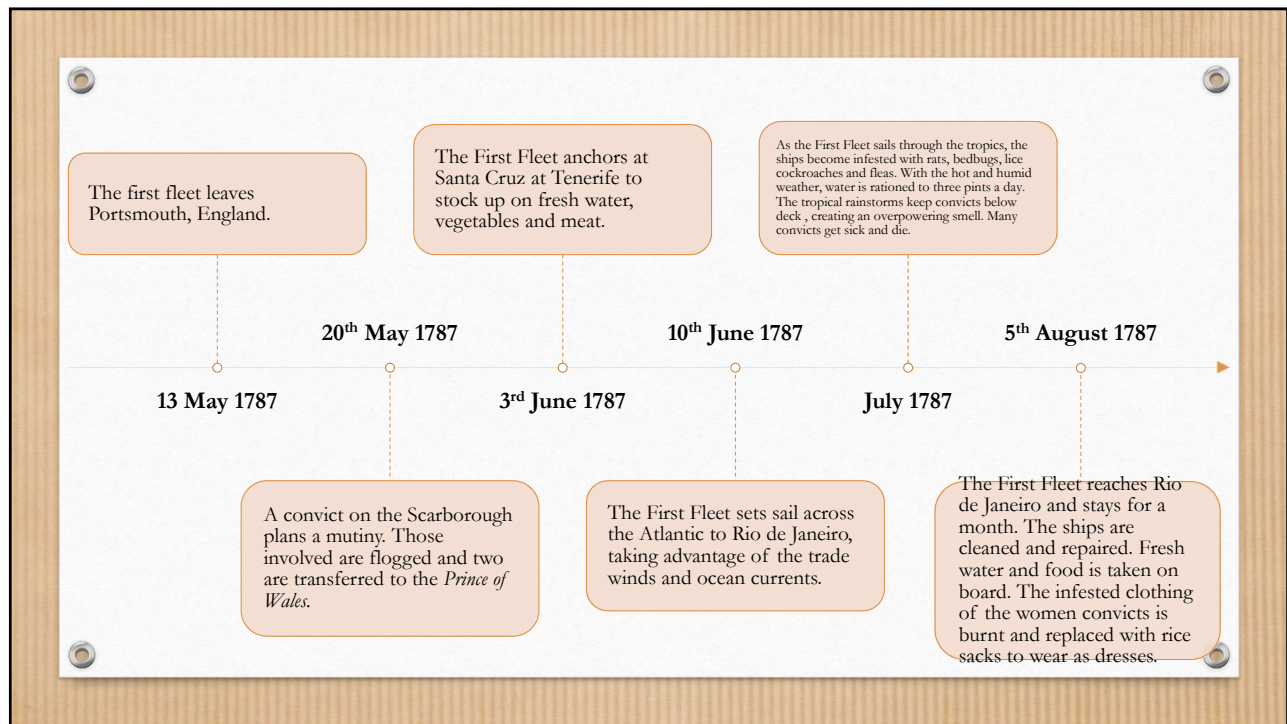 The first fleet leaves
Portsmouth, England.
13 May 1787
20th May 1787
A convict on the Scarborough
plans a mutiny. Those
involved are flogged and two
are transferred to the Prince of
Wales.
The First Fleet anchors at
Santa Cruz at Tenerife to
stock up on fresh water,
vegetables and meat.
3rd June 1787
10th June 1787
The First Fleet sets sail across
the Atlantic to Rio de Janeiro,
taking advantage of the trade
winds and ocean currents.
As the First Fleet sails through the tropics, the
ships become infested with rats, bedbugs, lice
cockroaches and fleas. With the hot and humid
weather, water is rationed to three pints a day.
The tropical rainstorms keep convicts below
deck , creating an overpowering smell. Many
convicts get sick and die.
July 1787
5th August 1787
The First Fleet reaches Rio
de Janeiro and stays for a
month. The ships are
cleaned and repaired. Fresh
water and food is taken on
board. The infested clothing
of the women convicts is
burnt and replaced with rice
sacks to wear as dresses.